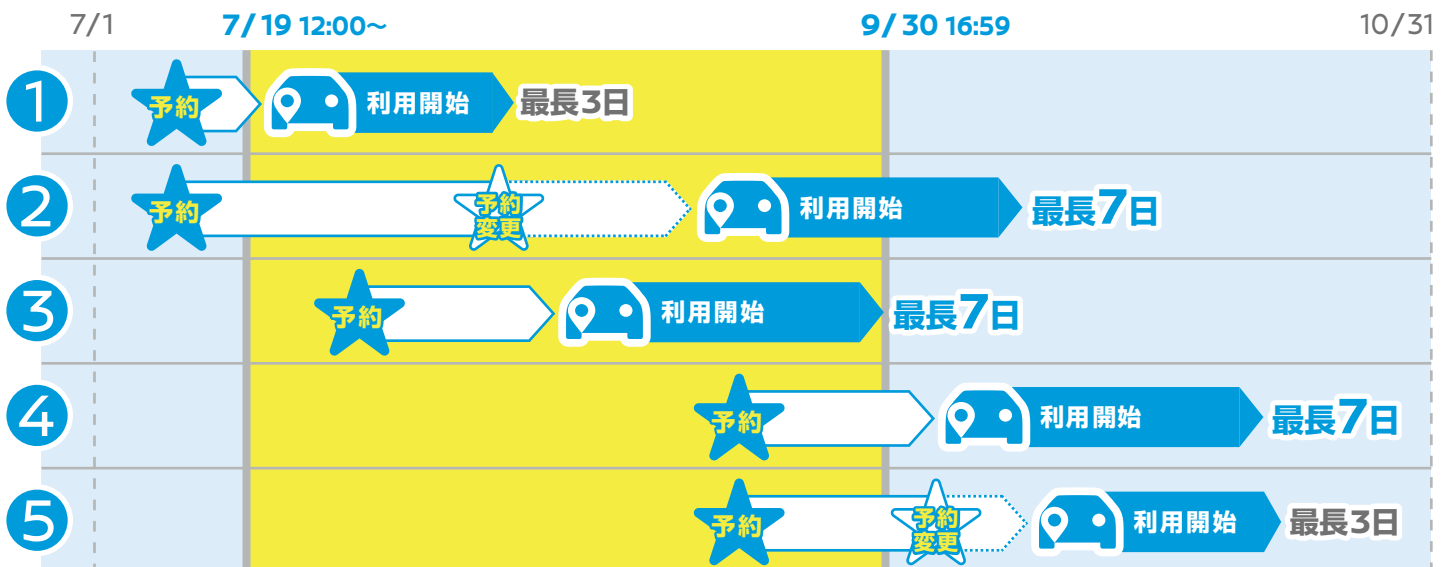 7/1 7/19 12:00~ 9/30 16:59 10/31
1 予約 利用開始 最長3日
2 予約 予約変更 利用開始 最長7日
3 予約 利用開始 最長7日
4 予約 利用開始 最長7日
5 予約 予約変更 利用開始 最長3日